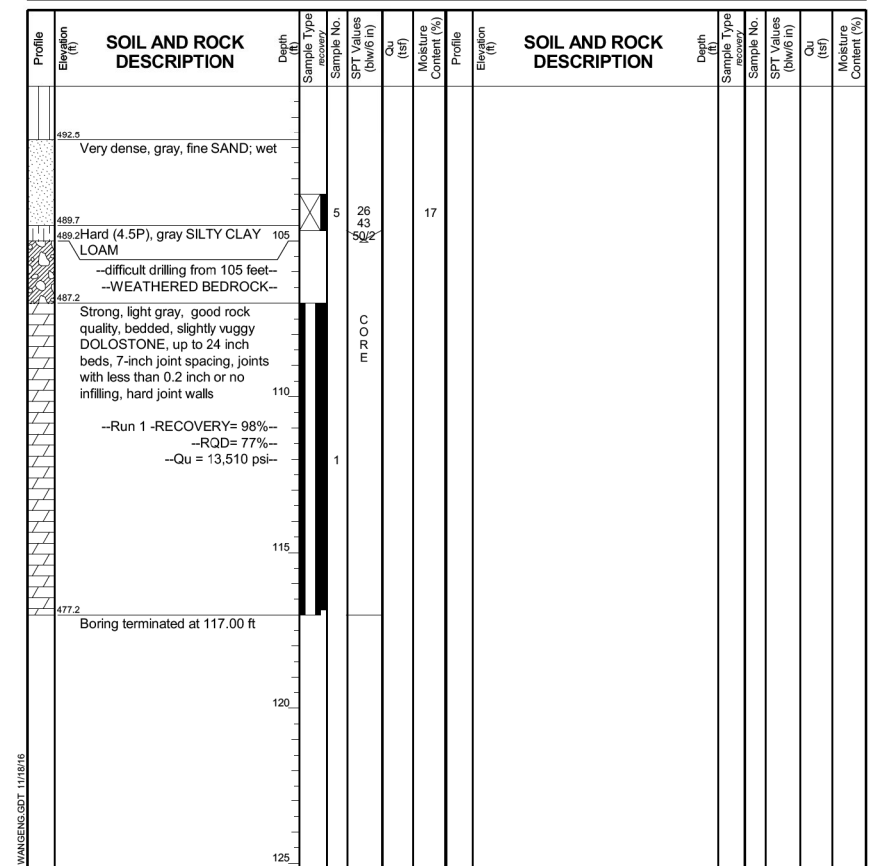 Profile
Elevation
(ft)
SOIL AND ROCK
DESCRIPTION
Depth
(ft)
Sample Type
recovery
Sample No.
SPT Values
(blw/6 in)
Qu
(tsf)
Moisture
Content (%)
Profile
Elevation
(ft)
SOIL AND ROCK
DESCRIPTION
Depth
(ft)
Sample Type
recovery
Sample No.
SPT Values
(blw/6 in)
Qu
(tsf)
Moisture
Content (%)
492.5
Very dense, gray, fine SAND; wet
5
26
17
43
50/2
489.7
489.2
Hard (4.5P), gray SILTY CLAY
105
LOAM
--difficult drilling from 105 feet--
--WEATHERED BEDROCK--
487.2
Strong, light gray, good rock
quality, bedded, slightly vuggy
DOLOSTONE, up to 24 inch
beds, 7-inch joint spacing, joints
with less than 0.2 inch or no
infilling, hard joint walls
110
C
O
R
E
--Run 1 -RECOVERY= 98%--
--RQD= 77%--
--Qu = 13,510 psi--
1
115
477.2
Boring terminated at 117.00 ft
120
125
WANGENG.GDT 11/18/16